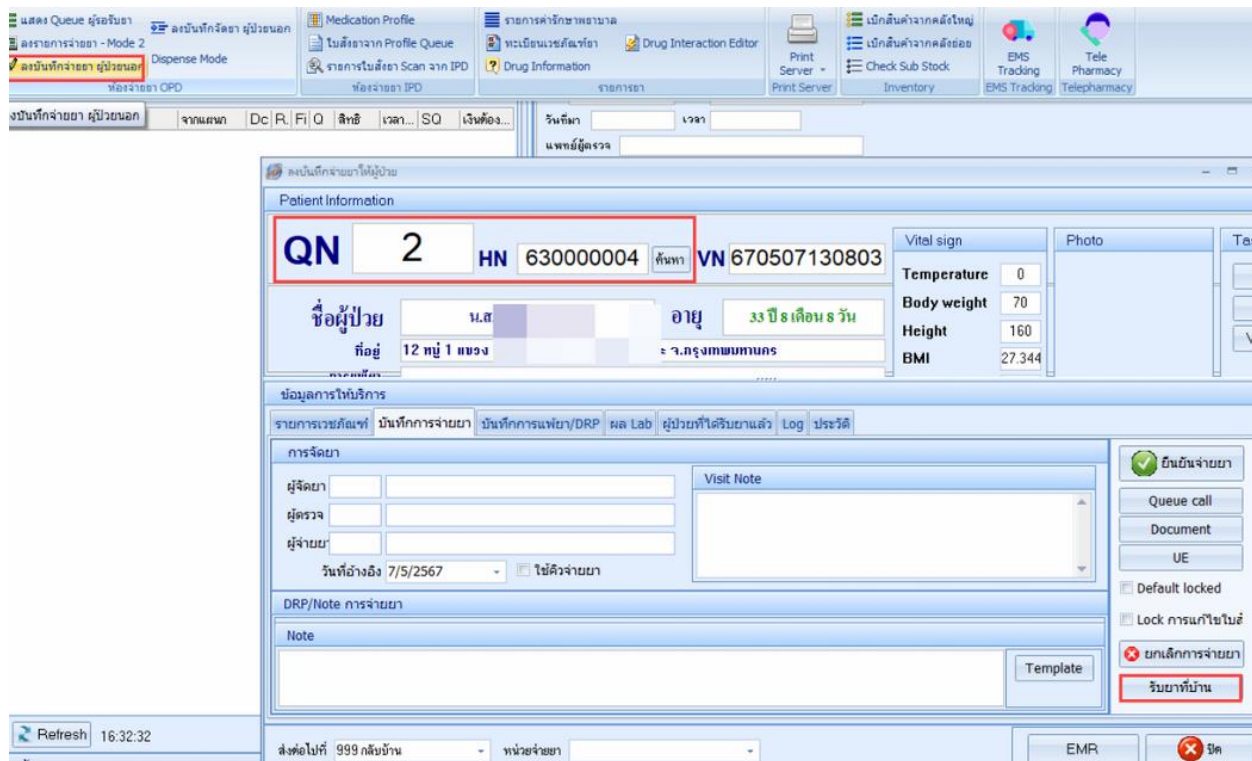 แสดง Queue ผู้รอรับยา
ลงบันทึกจัดยา ผู้ป่วยนอก
Medication Profile
รายการค่ารักษาพยาบาล
เบิกสินค้าจากคลังใหญ่
ลงรายการจ่ายยา - Mode 2
ใบสั่งยาจาก Profile Queue
ทะเบียนเวชภัณฑ์ยา
Drug Interaction Editor
เบิกสินค้าจากคลังย่อย
ลงบันทึกจ่ายยา ผู้ป่วยนอก
Dispense Mode
รายการใบสั่งยา Scan จาก IPD
Drug Information
Print Server
Check Sub Stock
EMS Tracking
Tele Pharmacy
ห้องจ่ายยา OPD
ห้องจ่ายยา IPD
รายการยา
Print Server
Inventory
EMS Tracking
Telepharmacy
งบันทึกจ่ายยา ผู้ป่วยนอก
จากแผนก Dc R. Fi Q สิทธิ เวลา... SQ เงินต้อง...
วันที่มา เวลา
แพทย์ผู้ตรวจ
ลงบันทึกจ่ายยาให้ผู้ป่วย
Patient Information
QN 2 HN 630000004 ค้นหา VN 670507130803
Vital sign
Photo
Temperature 0
Body weight 70
Height 160
BMI 27.344
ชื่อผู้ป่วย น.ส อายุ 33 ปี 8 เดือน 8 วัน
ที่อยู่ 12 หมู่ 1 แขวง จ.กรุงเทพมหานคร
ข้อมูลการให้บริการ
รายการเวชภัณฑ์ บันทึกการจ่ายยา บันทึกการแพ้ยา/DRP ผล Lab ผู้ป่วยที่ได้รับยาแล้ว Log ประวัติ
การจัดยา
Visit Note
ผู้จัดยา
ผู้ตรวจ
ผู้จ่ายยา
วันที่อ้างอิง 7/5/2567 ใช้คิวจ่ายยา
ยืนยันจ่ายยา
Queue call
Document
UE
Default locked
Lock การแก้ไขใบสั
ยกเลิกการจ่ายยา
รับยาที่บ้าน
DRP/Note การจ่ายยา
Note
Template
Refresh 16:32:32
ส่งต่อไปที่ 999 กลับบ้าน หน่วยจ่ายยา
EMR
ปิด